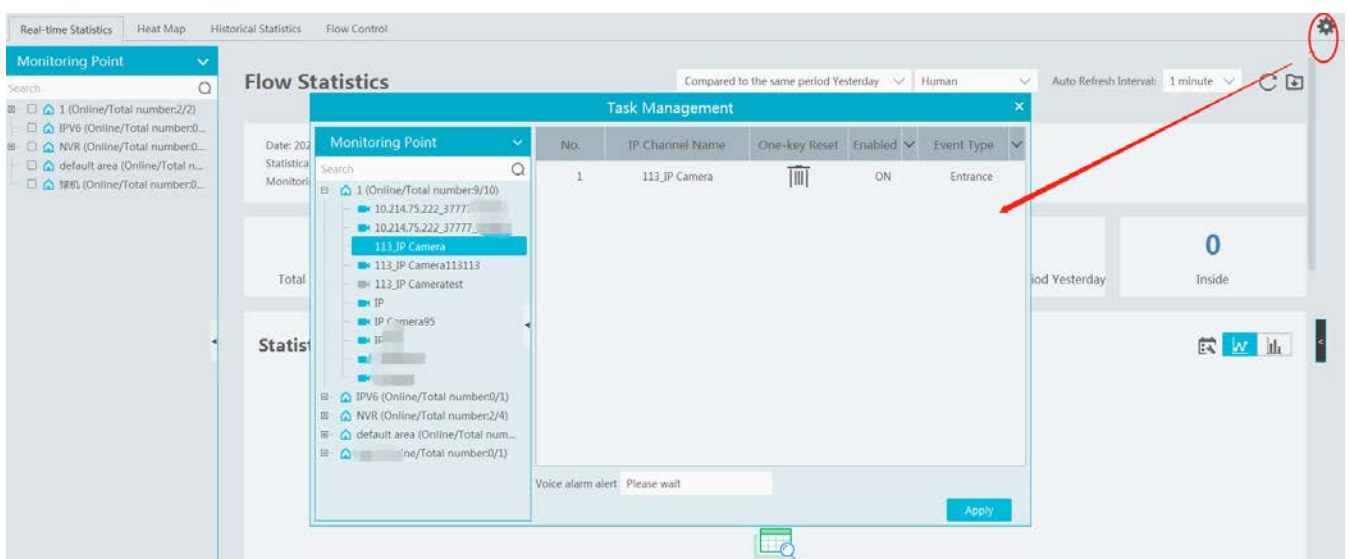 Real-time Statistics Heat Map Historical Statistics Flow Control
Monitoring Point
Search
1 (Online/Total number:2/2)
IPV6 (Online/Total number:0...
NVR (Online/Total number:0...
default area (Online/Total n...
(Online/Total number:0...
Flow Statistics
Compared to the same period Yesterday Human Auto Refresh Interval: 1 minute
Date: 202
Statistica
Monitori
Total
iod Yesterday
0
Inside
Statist
Task Management ×
Monitoring Point
Search
1 (Online/Total number:9/10)
10.214.75.222_3777
10.214.75.222_37777_
113_IP Camera
113_IP Camera113113
113_IP Cameratest
IP
IP Camera95
IP
IPV6 (Online/Total number:0/1)
NVR (Online/Total number:2/4)
default area (Online/Total num...
ne/Total number:0/1)
No. IP Channel Name One-key Reset Enabled Event Type
1 113_IP Camera ON Entrance
Voice alarm alert Please wait
Apply